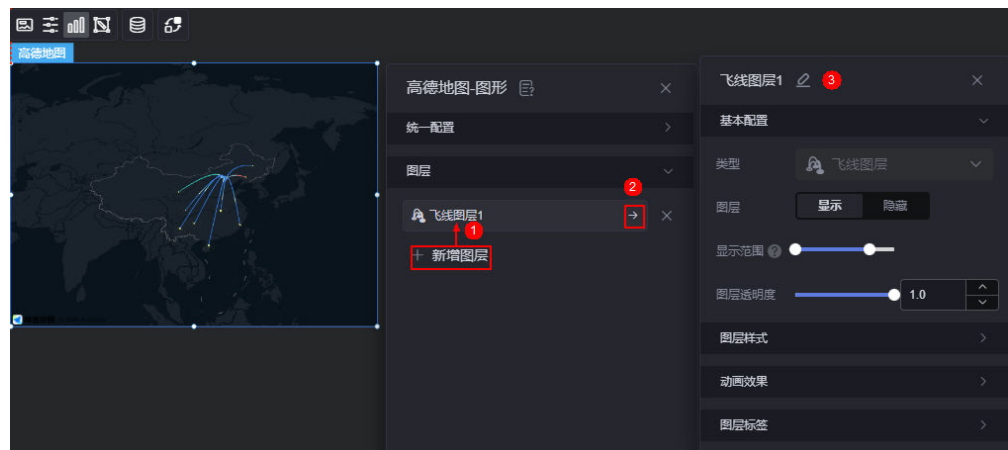 高德地图
高德地图-图形
统一配置
图层
2
飞线图层1
1
+ 新增图层
飞线图层1
3
基本配置
类型
飞线图层
图层
显示
隐藏
显示范围
图层透明度
1.0
图层样式
动画效果
图层标签